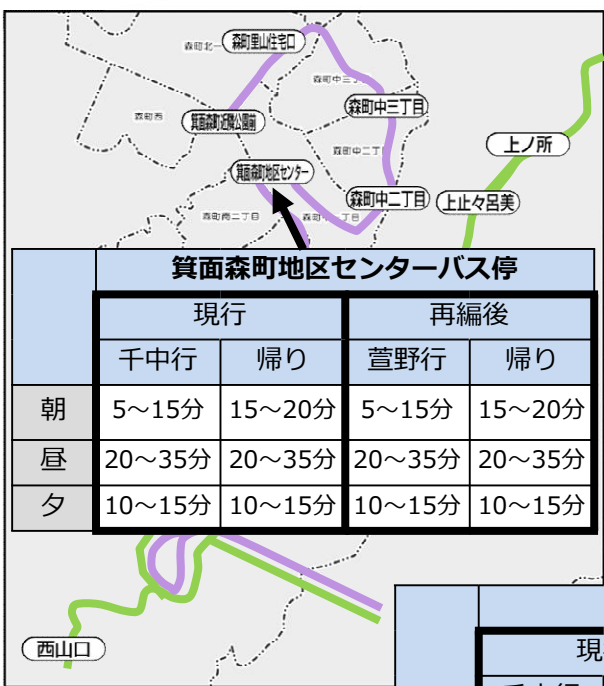 森町北一
森町里山住宅口
森町中三丁
森町中三丁目
森町西
箕面森町近隣公園前
上ノ所
森町中二丁
箕面森町地区センター
森町中二丁目
上止々呂美
森町南二丁目
箕面森町地区センターバス停
現行 再編後
千中行 帰り 萱野行 帰り
朝 5～15分 15～20分 5～15分 15～20分
昼 20～35分 20～35分 20～35分 20～35分
夕 10～15分 10～15分 10～15分 10～15分
西山口
現